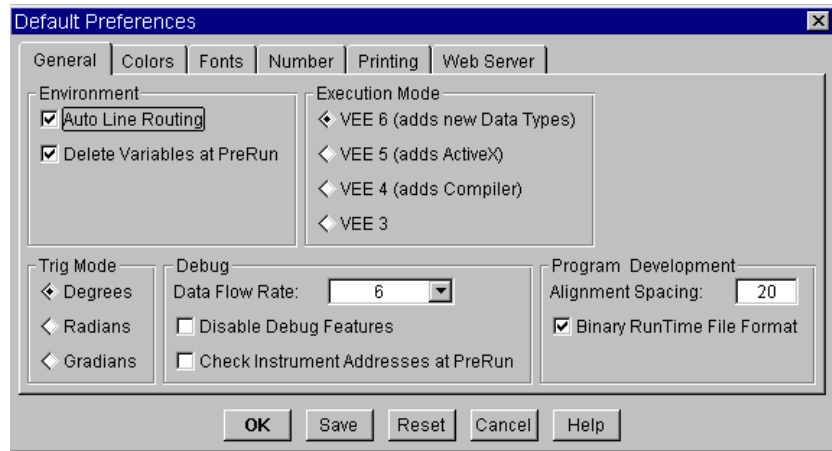 Default Preferences
General Colors Fonts Number Printing Web Server
Environment
Auto Line Routing
Delete Variables at PreRun
Execution Mode
VEE 6 (adds new Data Types)
VEE 5 (adds ActiveX)
VEE 4 (adds Compiler)
VEE 3
Trig Mode
Degrees
Radians
Gradians
Debug
Data Flow Rate: 6
Disable Debug Features
Check Instrument Addresses at PreRun
Program Development
Alignment Spacing: 20
Binary RunTime File Format
OK Save Reset Cancel Help